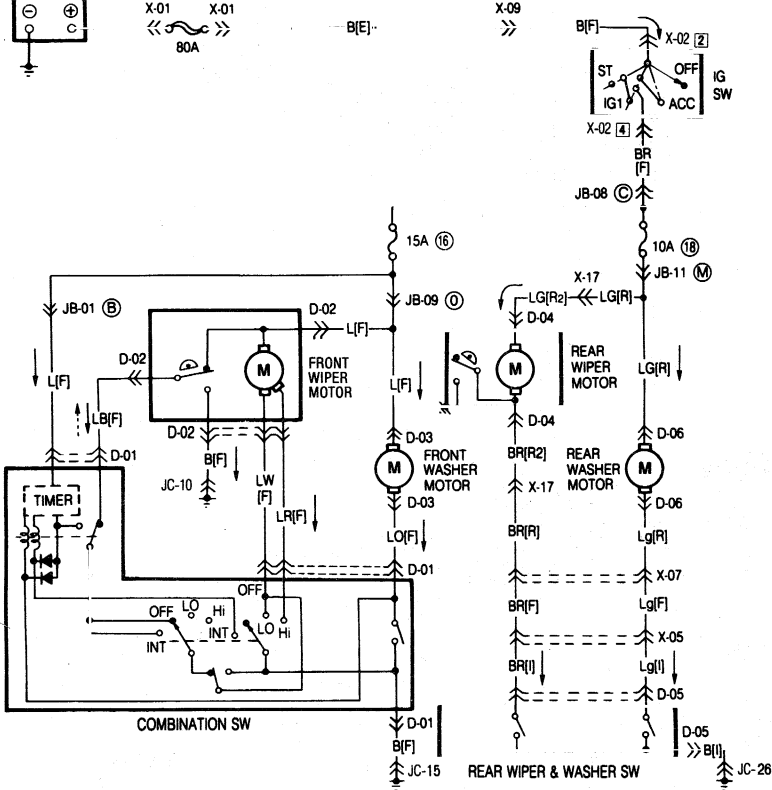 X-01 X-01 X-09
80A
B[E]
B[F]
X-02 2
ST OFF IG
SW
IG1 ACC
X-02 4
BR
[F]
JB-08 C
15A 16
10A 18
JB-11 M
X-17
LG[R2] LG[R]
JB-01 B
JB-09 O
D-02
L[F]
D-04
D-02
FRONT
WIPER
MOTOR
M
M
REAR
WIPER
MOTOR
L[F]
L[F]
LG[R]
LB[F]
D-02
D-04
D-01
B[F]
D-03
D-06
JC-10
LW
[F]
M
FRONT
WASHER
MOTOR
BR[R2]
REAR
WASHER
MOTOR
M
X-17
TIMER
LR[F]
D-03
D-06
LO[F]
BR[R]
Lg[R]
D-01
X-07
OFF
BR[F]
Lg[F]
OFF LO Hi
INT INT LO Hi
X-05
BR[I]
Lg[I]
D-05
COMBINATION SW
D-01
D-05
B[F]
B[I]
JC-15
REAR WIPER & WASHER SW
JC-26